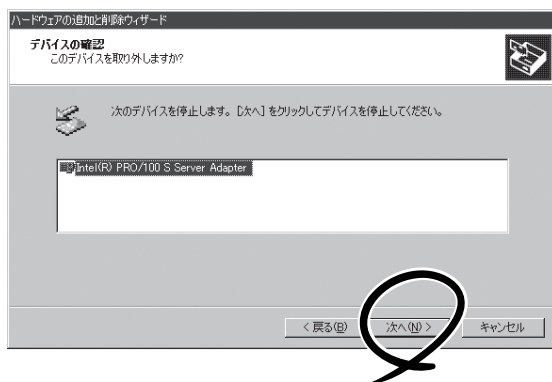 ハードウェアの追加と削除ウィザード
デバイスの確認
このデバイスを取り外しますか?
次のデバイスを停止します。[次へ] をクリックしてデバイスを停止してください。
Intel(R) PRO/100 S Server Adapter
< 戻る(B)
次へ(N) >
キャンセル